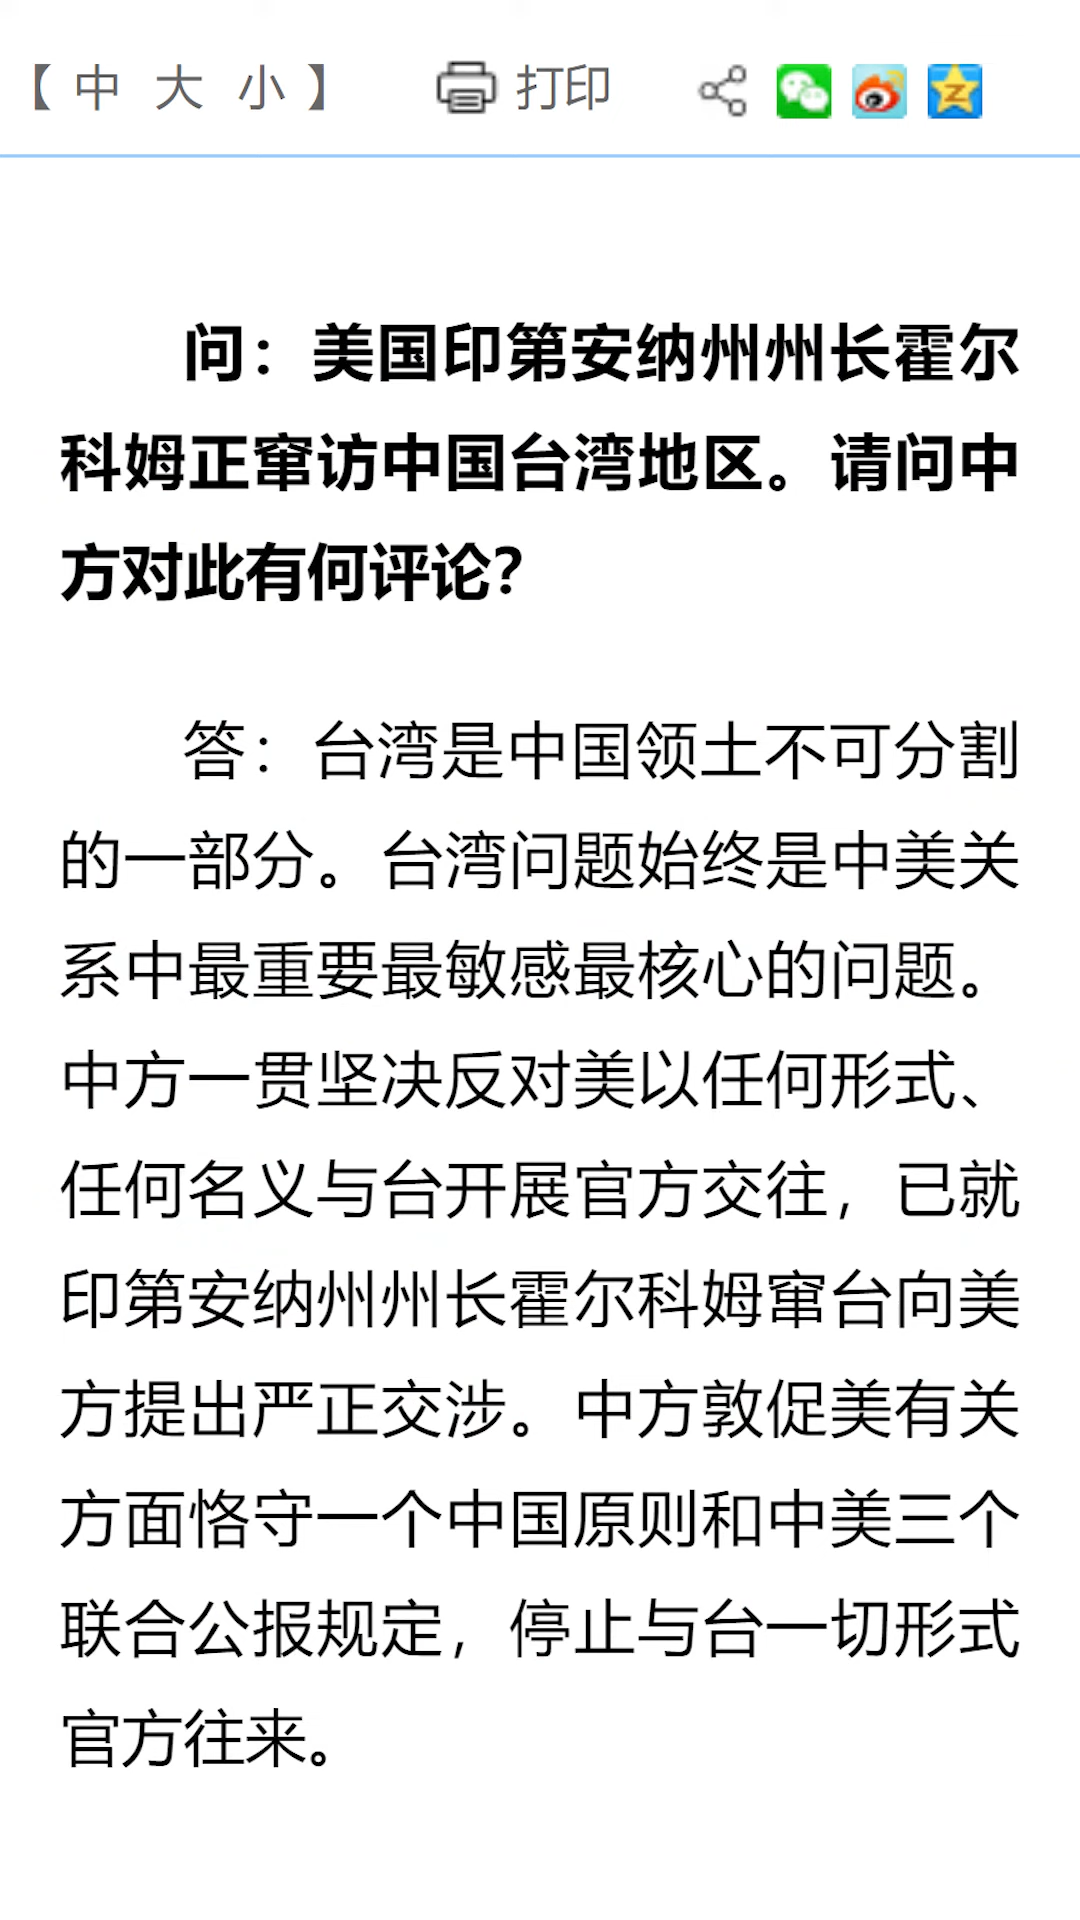 【 中 大 小 】 打印
问：美国印第安纳州州长霍尔
科姆正窜访中国台湾地区。请问中
方对此有何评论？
答：台湾是中国领土不可分割
的一部分。台湾问题始终是中美关
系中最重要最敏感最核心的问题。
中方一贯坚决反对美以任何形式、
任何名义与台开展官方交往，已就
印第安纳州州长霍尔科姆窜台向美
方提出严正交涉。中方敦促美有关
方面恪守一个中国原则和中美三个
联合公报规定，停止与台一切形式
官方往来。